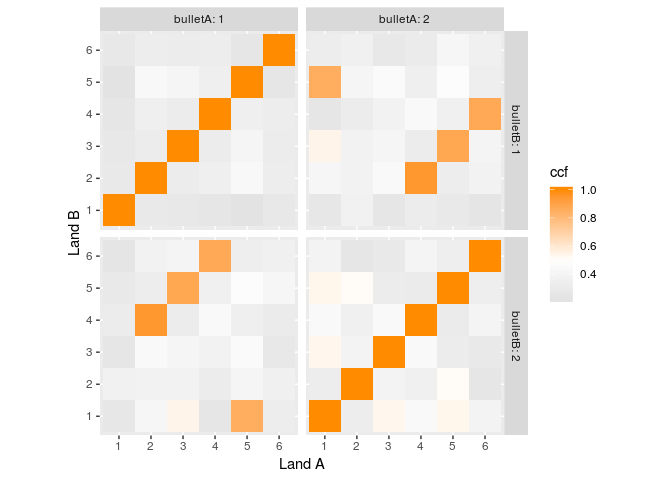 bulletA: 1
bulletA: 2
6
5
4
3
2
1
bulletB: 1
6
5
4
3
2
1
bulletB: 2
1 2 3 4 5 6
1 2 3 4 5 6
Land A
Land B
ccf
1.0
0.8
0.6
0.4